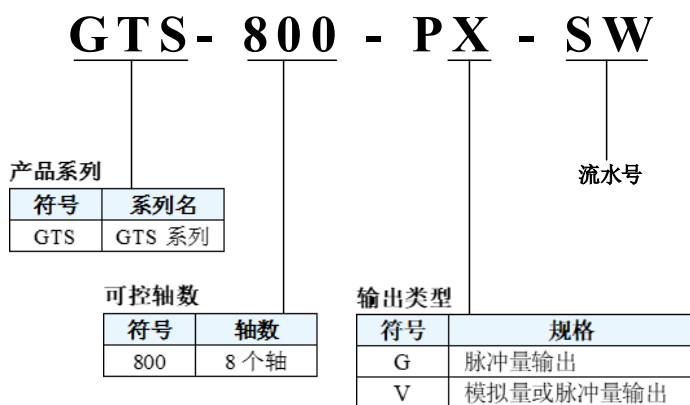 GTS- 800 - PX - SW
产品系列
符号 系列名
GTS GTS 系列
流水号
可控轴数
符号 轴数
800 8 个轴
输出类型
符号 规格
G 脉冲量输出
V 模拟量或脉冲量输出